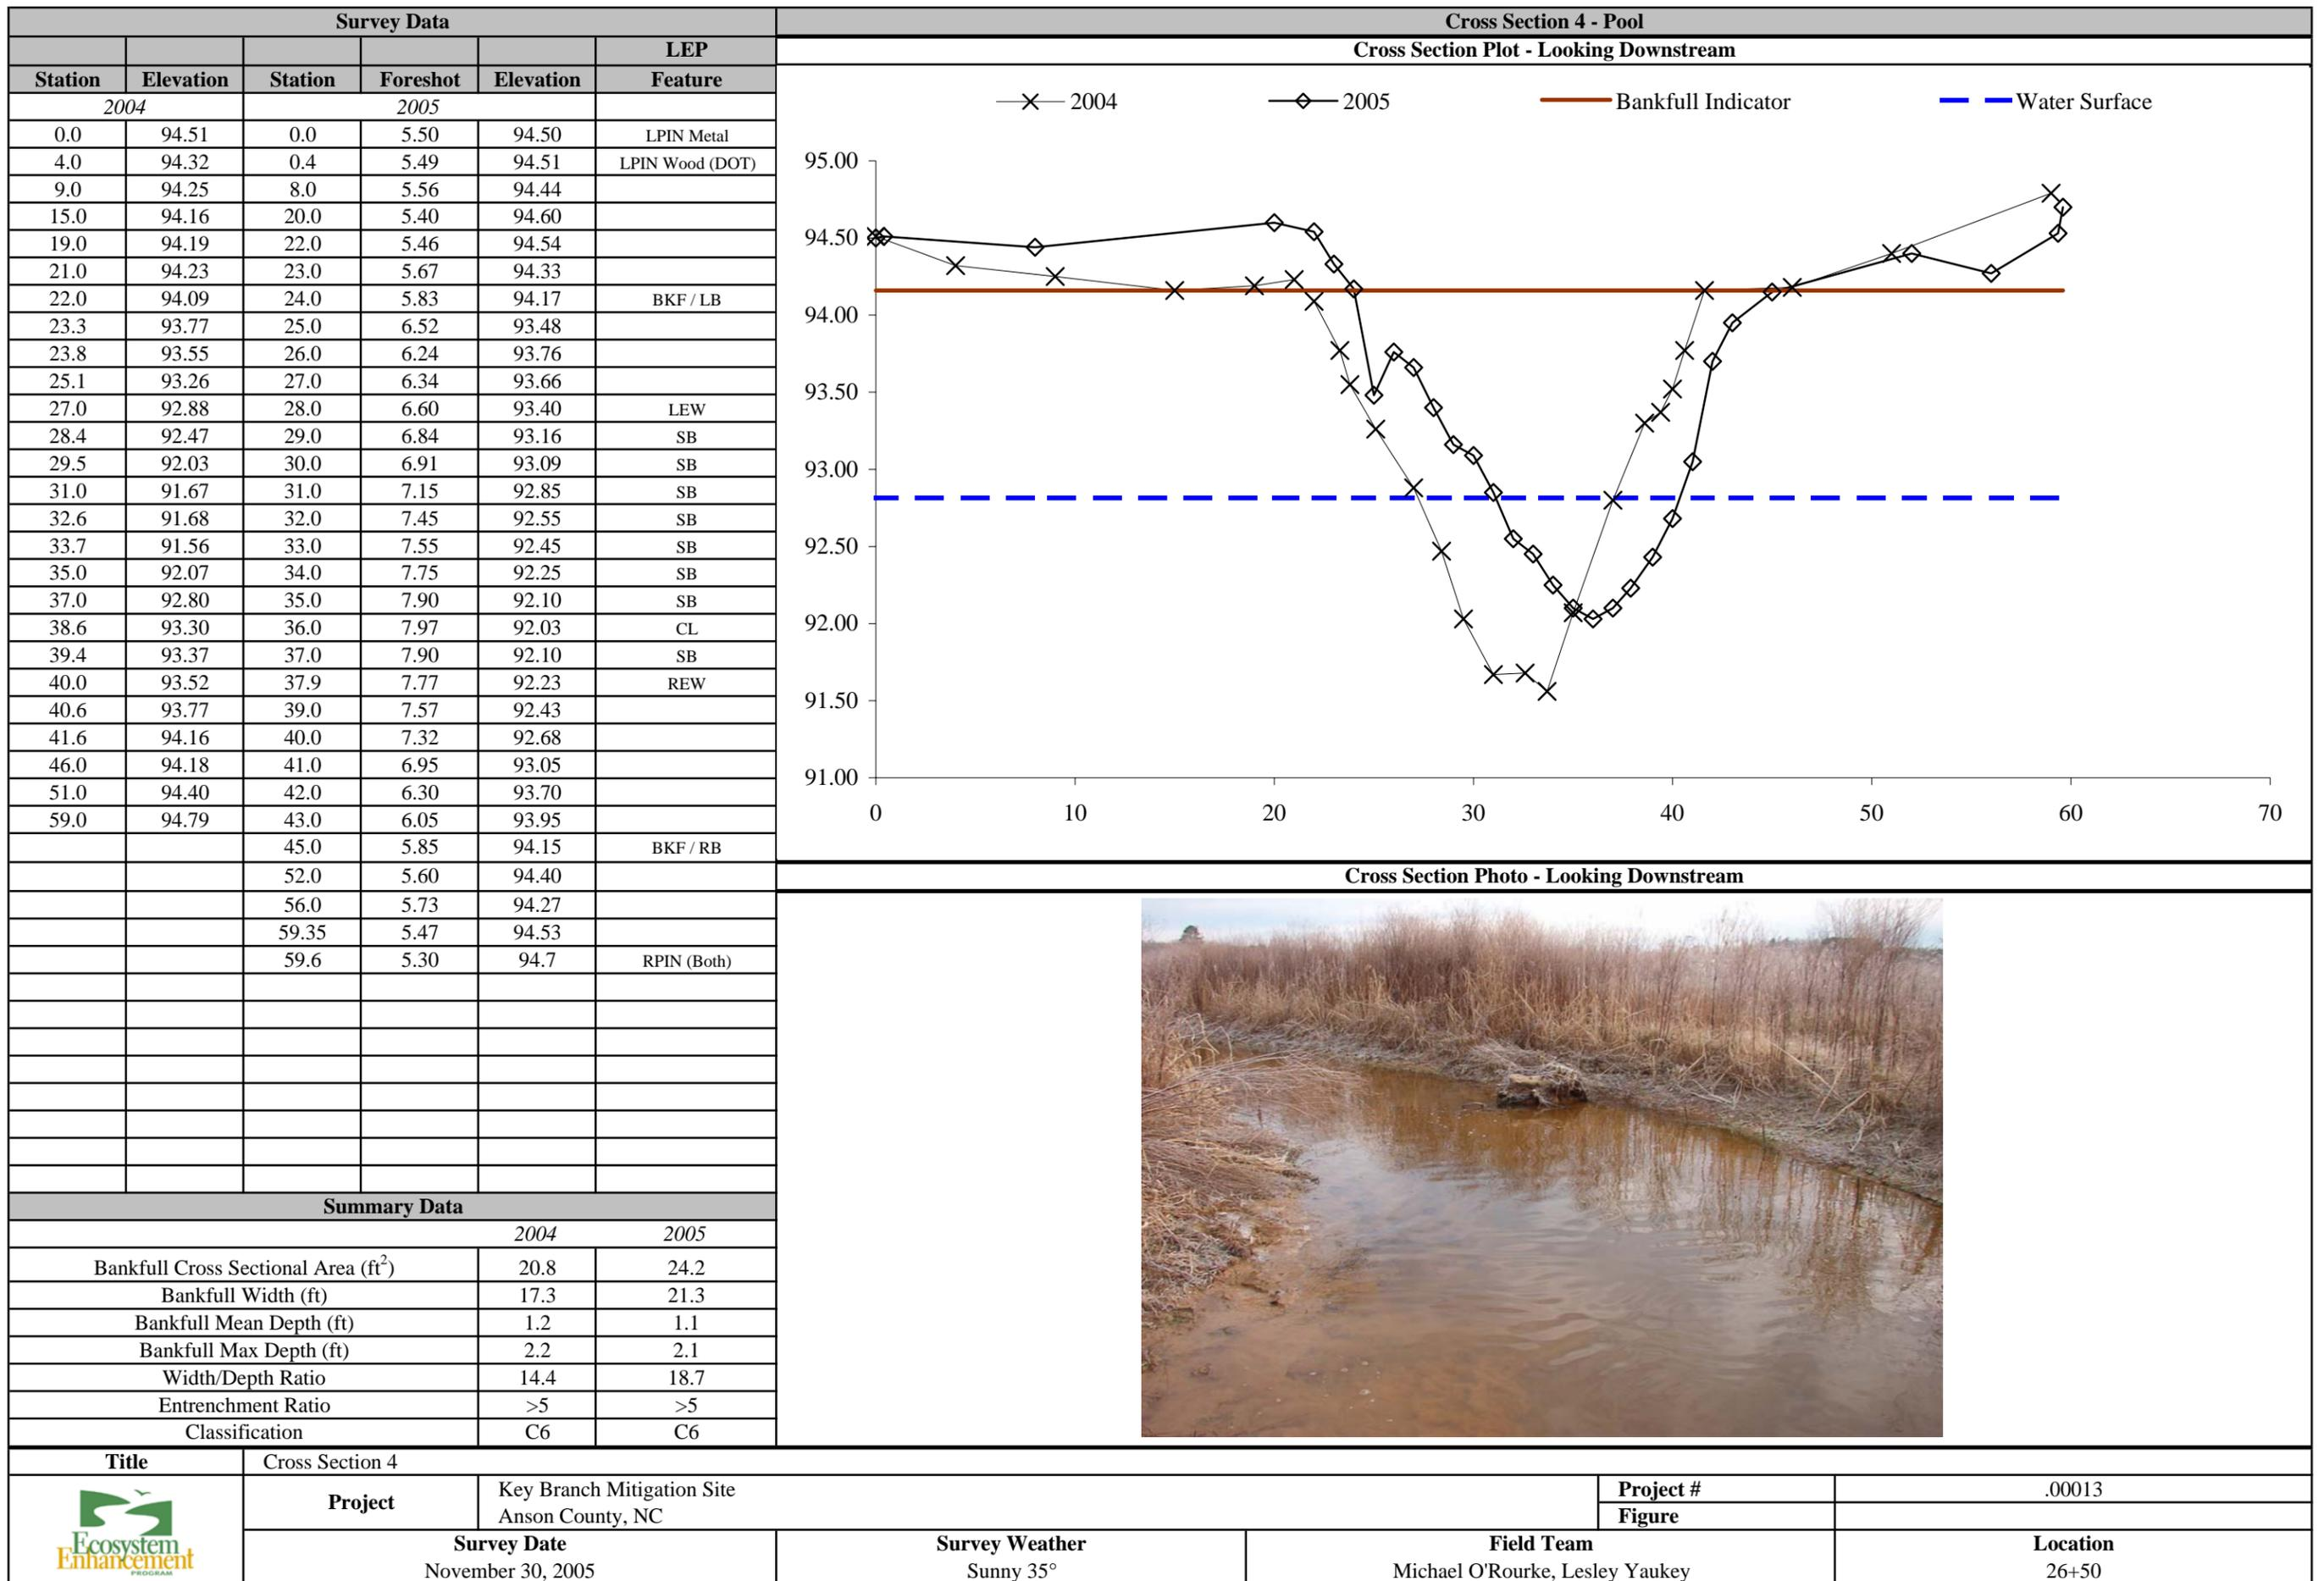 Survey Data
LEP
Station Elevation Station Foreshot Elevation Feature
2004 2005
0.0 94.51 0.0 5.50 94.50 LPIN Metal
4.0 94.32 0.4 5.49 94.51 LPIN Wood (DOT)
9.0 94.25 8.0 5.56 94.44
15.0 94.16 20.0 5.40 94.60
19.0 94.19 22.0 5.46 94.54
21.0 94.23 23.0 5.67 94.33
22.0 94.09 24.0 5.83 94.17 BKF / LB
23.3 93.77 25.0 6.52 93.48
23.8 93.55 26.0 6.24 93.76
25.1 93.26 27.0 6.34 93.66
27.0 92.88 28.0 6.60 93.40 LEW
28.4 92.47 29.0 6.84 93.16 SB
29.5 92.03 30.0 6.91 93.09 SB
31.0 91.67 31.0 7.15 92.85 SB
32.6 91.68 32.0 7.45 92.55 SB
33.7 91.56 33.0 7.55 92.45 SB
35.0 92.07 34.0 7.75 92.25 SB
37.0 92.80 35.0 7.90 92.10 SB
38.6 93.30 36.0 7.97 92.03 CL
39.4 93.37 37.0 7.90 92.10 SB
40.0 93.52 37.9 7.77 92.23 REW
40.6 93.77 39.0 7.57 92.43
41.6 94.16 40.0 7.32 92.68
46.0 94.18 41.0 6.95 93.05
51.0 94.40 42.0 6.30 93.70
59.0 94.79 43.0 6.05 93.95
45.0 5.85 94.15 BKF / RB
52.0 5.60 94.40
56.0 5.73 94.27
59.35 5.47 94.53
59.6 5.30 94.7 RPIN (Both)
Summary Data
2004 2005
Bankfull Cross Sectional Area (ft2) 20.8 24.2
Bankfull Width (ft) 17.3 21.3
Bankfull Mean Depth (ft) 1.2 1.1
Bankfull Max Depth (ft) 2.2 2.1
Width/Depth Ratio 14.4 18.7
Entrenchment Ratio >5 >5
Classification C6 C6
Cross Section 4 - Pool
Cross Section Plot - Looking Downstream
2004 2005 Bankfull Indicator Water Surface
95.00
94.50
94.00
93.50
93.00
92.50
92.00
91.50
91.00
0 10 20 30 40 50 60 70
Cross Section Photo - Looking Downstream
Title Cross Section 4
Ecosystem
Enhancement
PROGRAM
Project
Key Branch Mitigation Site
Anson County, NC
Project # .00013
Figure
Survey Date Survey Weather Field Team Location
November 30, 2005 Sunny 35° Michael O'Rourke, Lesley Yaukey 26+50